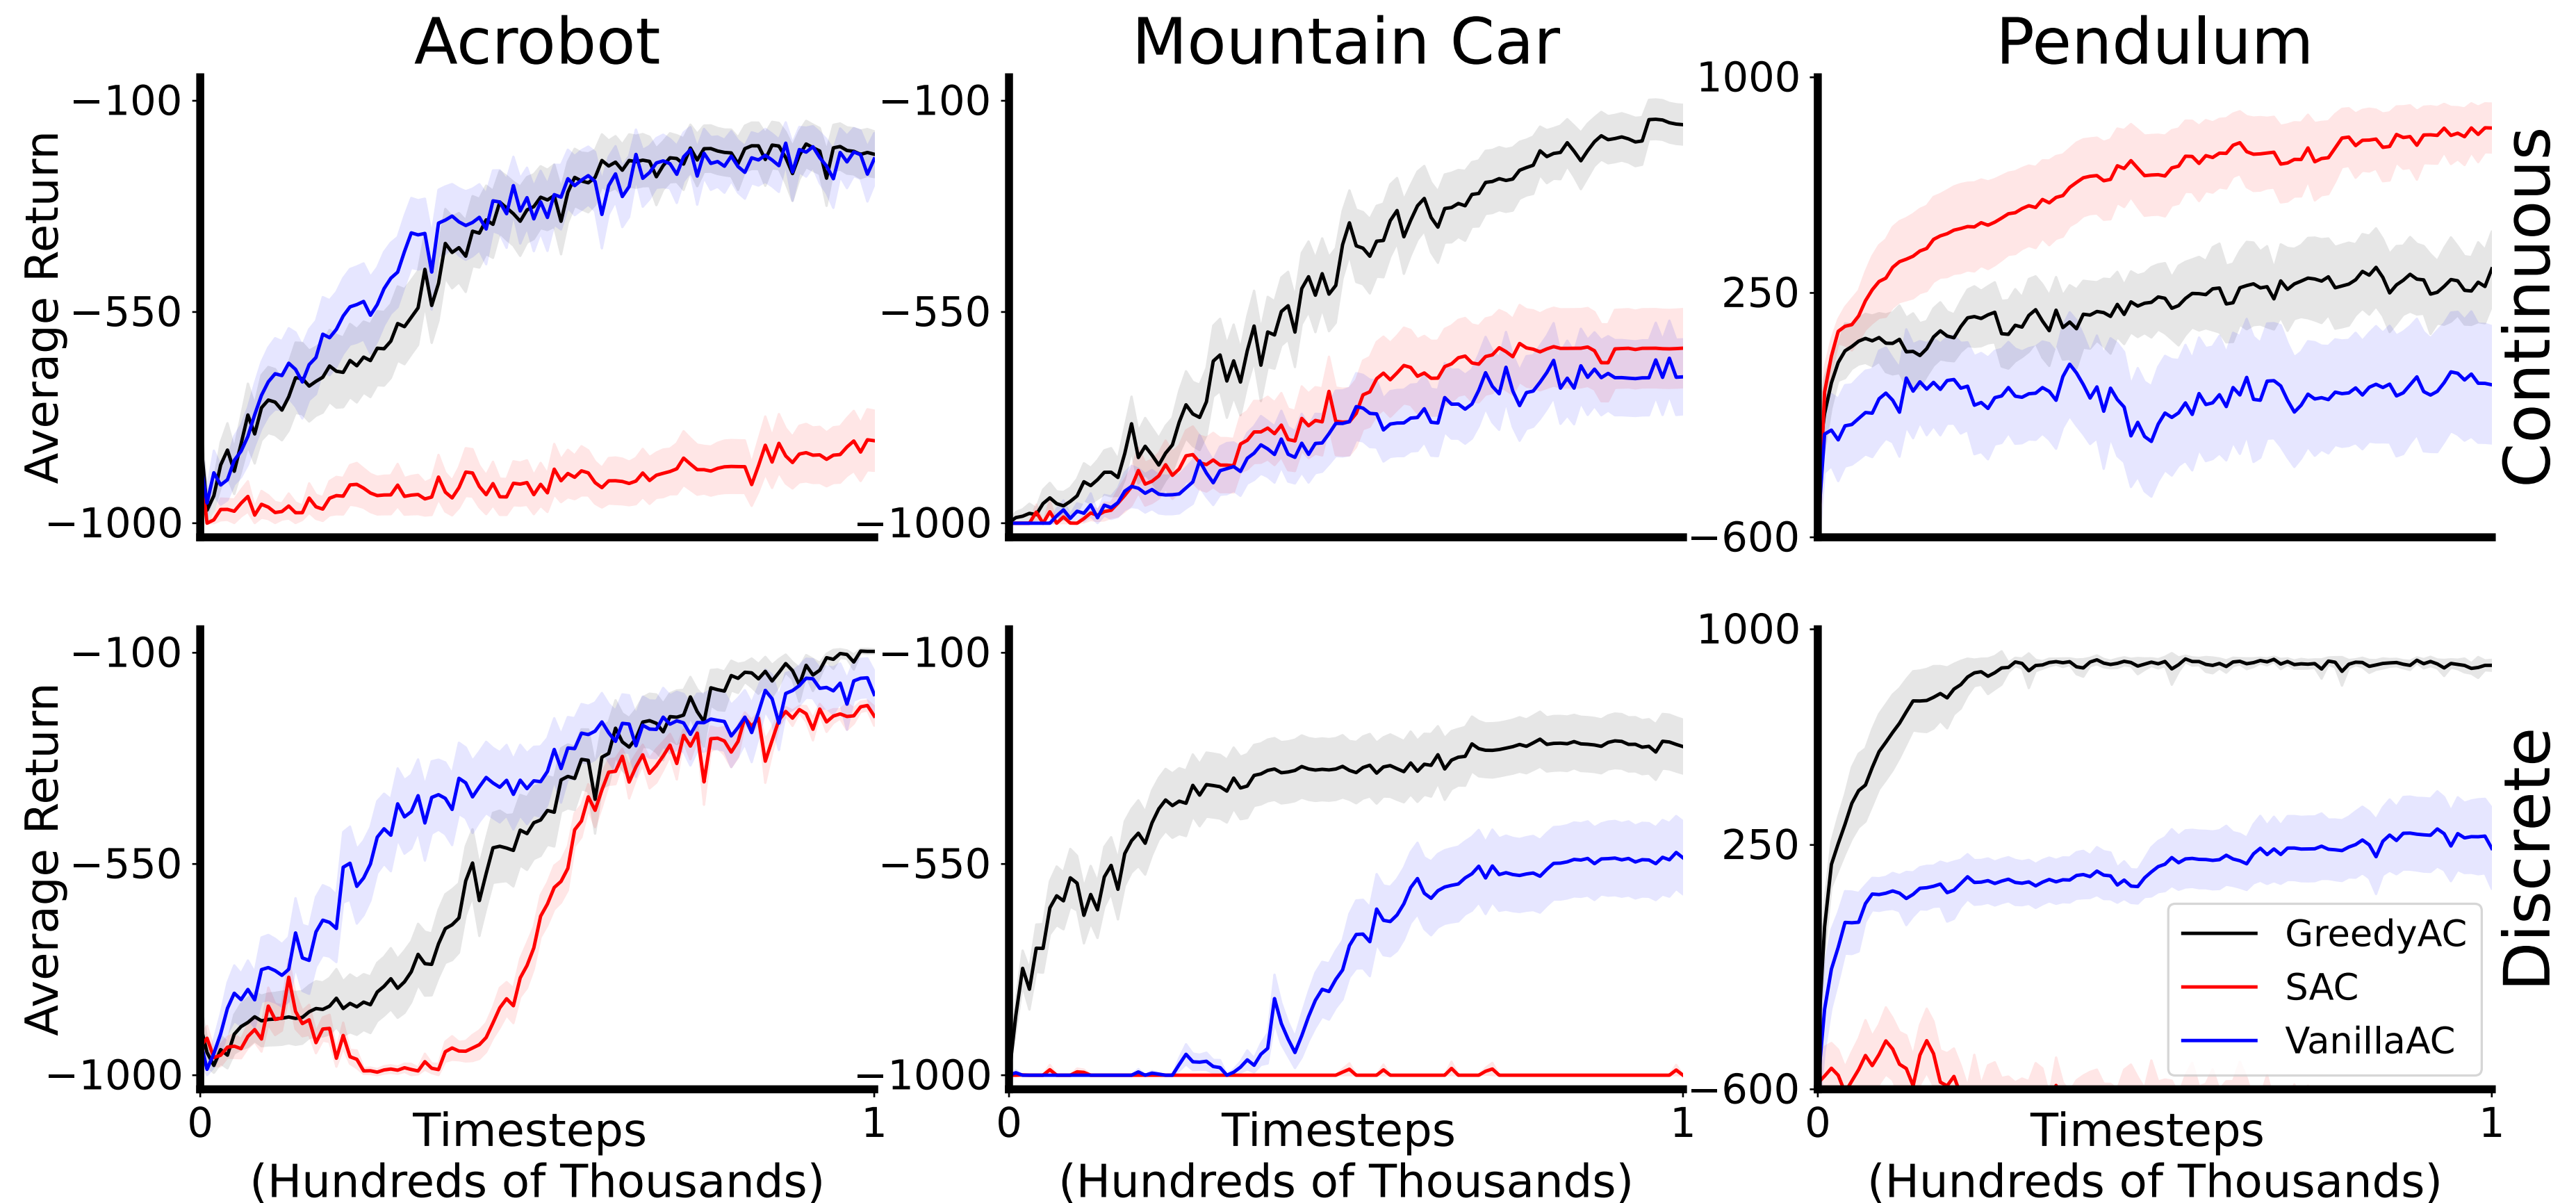 Acrobot
Mountain Car
Pendulum
Average Return
−100
−550
−1000
−100
−550
−1000
1000
250
−600
Continuous
Average Return
−100
−550
−1000
0
1
Timesteps
(Hundreds of Thousands)
−100
−550
−1000
0
1
Timesteps
(Hundreds of Thousands)
1000
250
−600
0
1
Timesteps
(Hundreds of Thousands)
GreedyAC
SAC
VanillaAC
Discrete